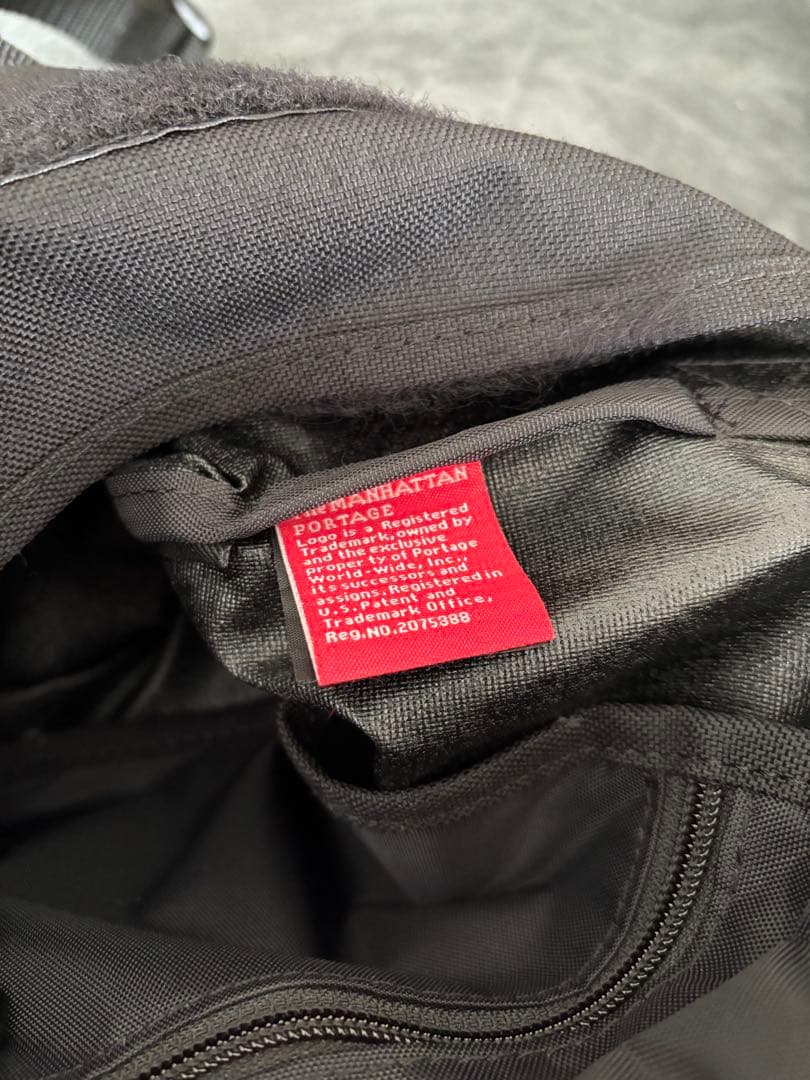 The MANHATTAN
PORTAGE
Logo is a Registered
Trademark, owned by
and the exclusive
property of Portage
World-Wide, Inc.,
its successors and
assigns. Registered in
U.S. Patent and
Trademark Office,
Reg.NO.2075388